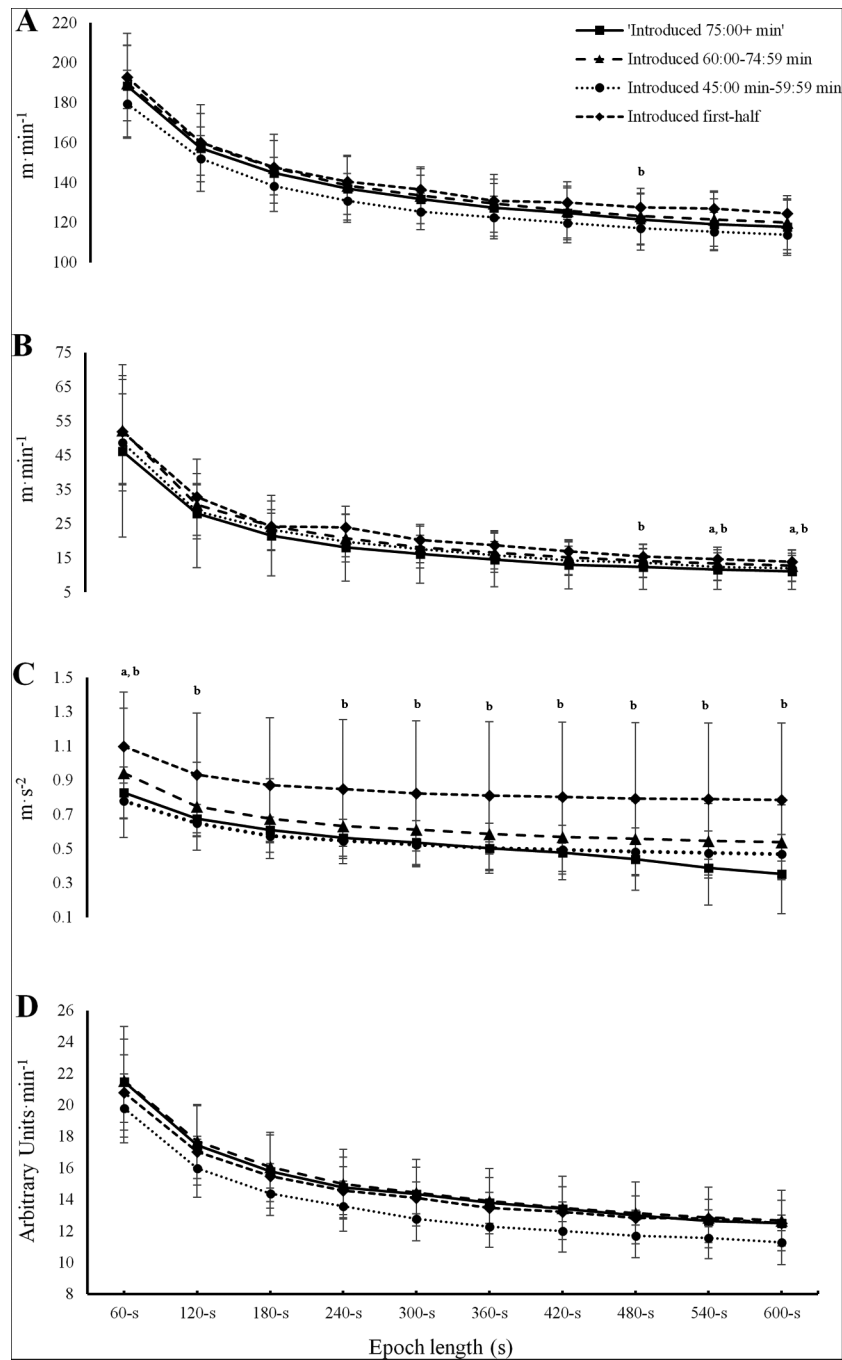 A
220
200
180
160
140
120
100
m·min-1
'Introduced 75:00+ min'
Introduced 60:00-74:59 min
Introduced 45:00 min-59:59 min
Introduced first-half
b
B
75
65
55
45
35
25
15
5
m·min-1
b
a, b
a, b
C
1.5
1.3
1.1
0.9
0.7
0.5
0.3
0.1
m·s-2
a, b
b
b
b
b
b
b
b
b
D
26
24
22
20
18
16
14
12
10
8
Arbitrary Units·min-1
60-s 120-s 180-s 240-s 300-s 360-s 420-s 480-s 540-s 600-s
Epoch length (s)